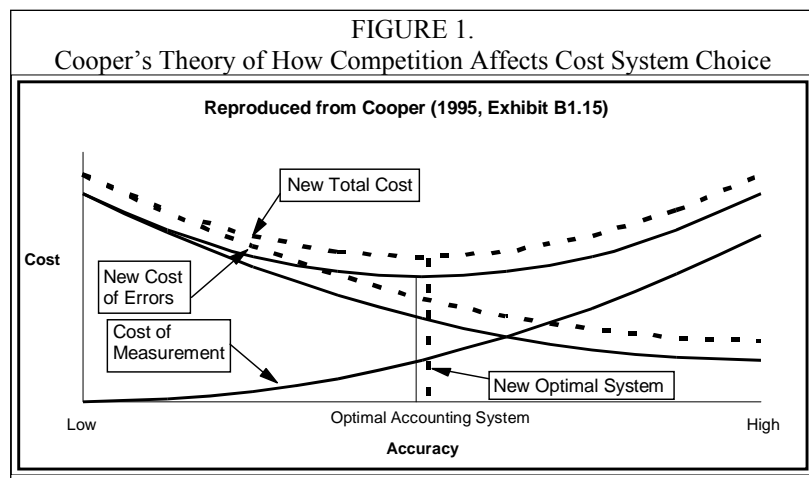 FIGURE 1.
Cooper's Theory of How Competition Affects Cost System Choice
Reproduced from Cooper (1995, Exhibit B1.15)
New Total Cost
Cost
New Cost
of Errors
Cost of
Measurement
New Optimal System
Low
Optimal Accounting System
High
Accuracy